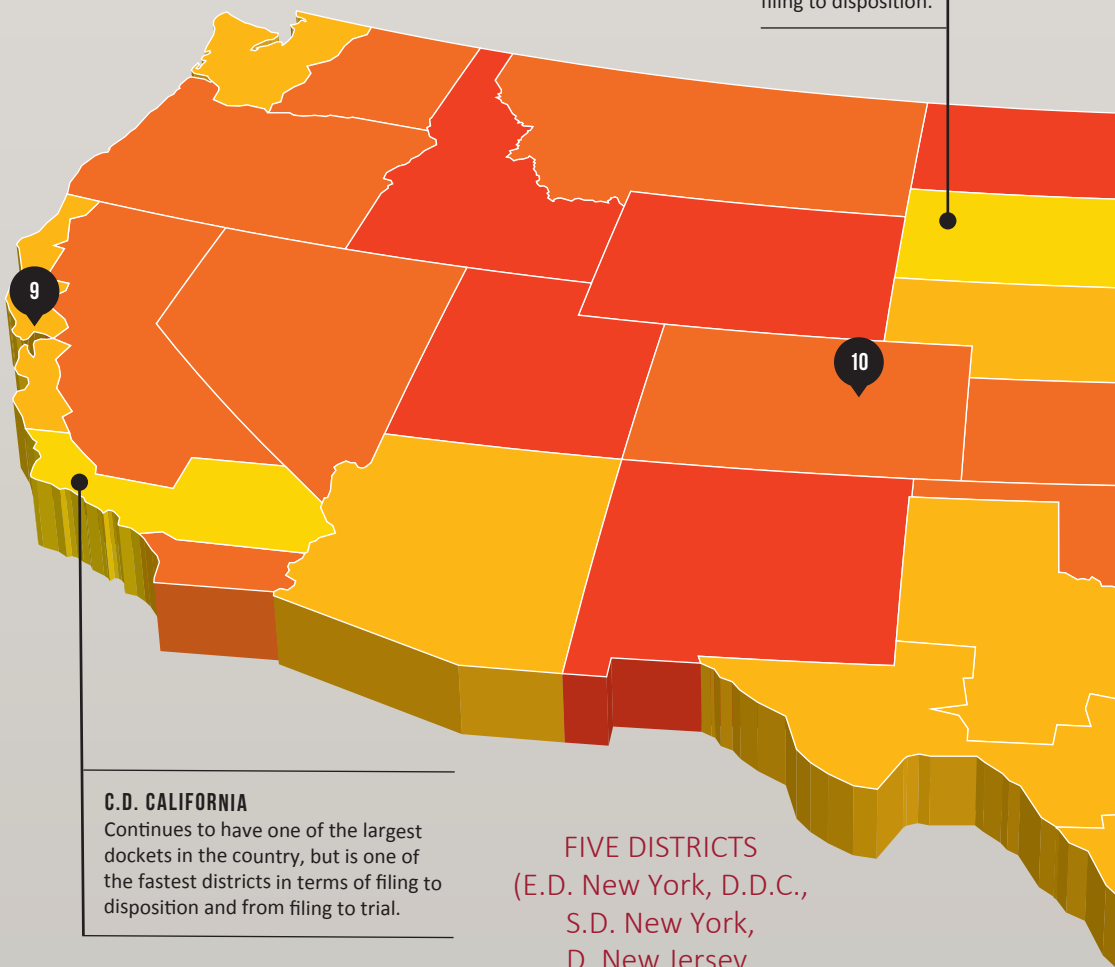 filing to disposition.
9
10
C.D. CALIFORNIA
Continues to have one of the largest
dockets in the country, but is one of
the fastest districts in terms of filing to
disposition and from filing to trial.
FIVE DISTRICTS
(E.D. New York, D.D.C.,
S.D. New York,
D. New Jersey